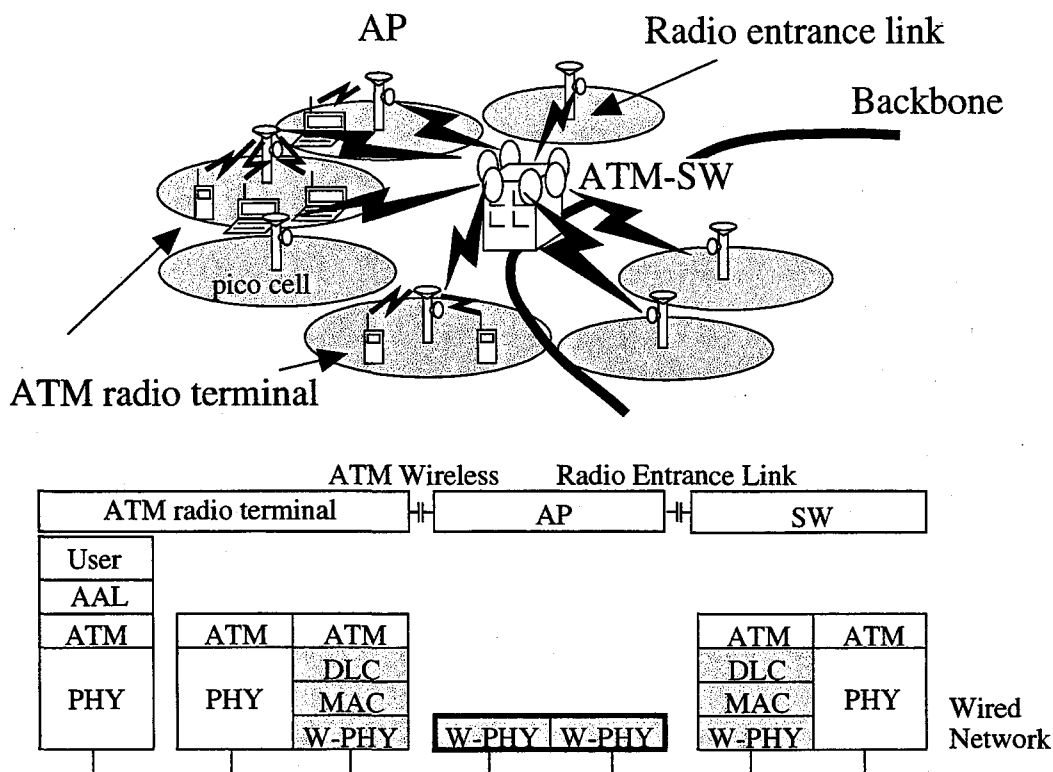 AP
Radio entrance link
Backbone
ATM-SW
pico cell
ATM radio terminal
ATM Wireless
Radio Entrance Link
ATM radio terminal
AP
SW
User
AAL
ATM
ATM
ATM
ATM
ATM
DLC
DLC
PHY
PHY
MAC
MAC
PHY
Wired
W-PHY
W-PHY
W-PHY
W-PHY
Network